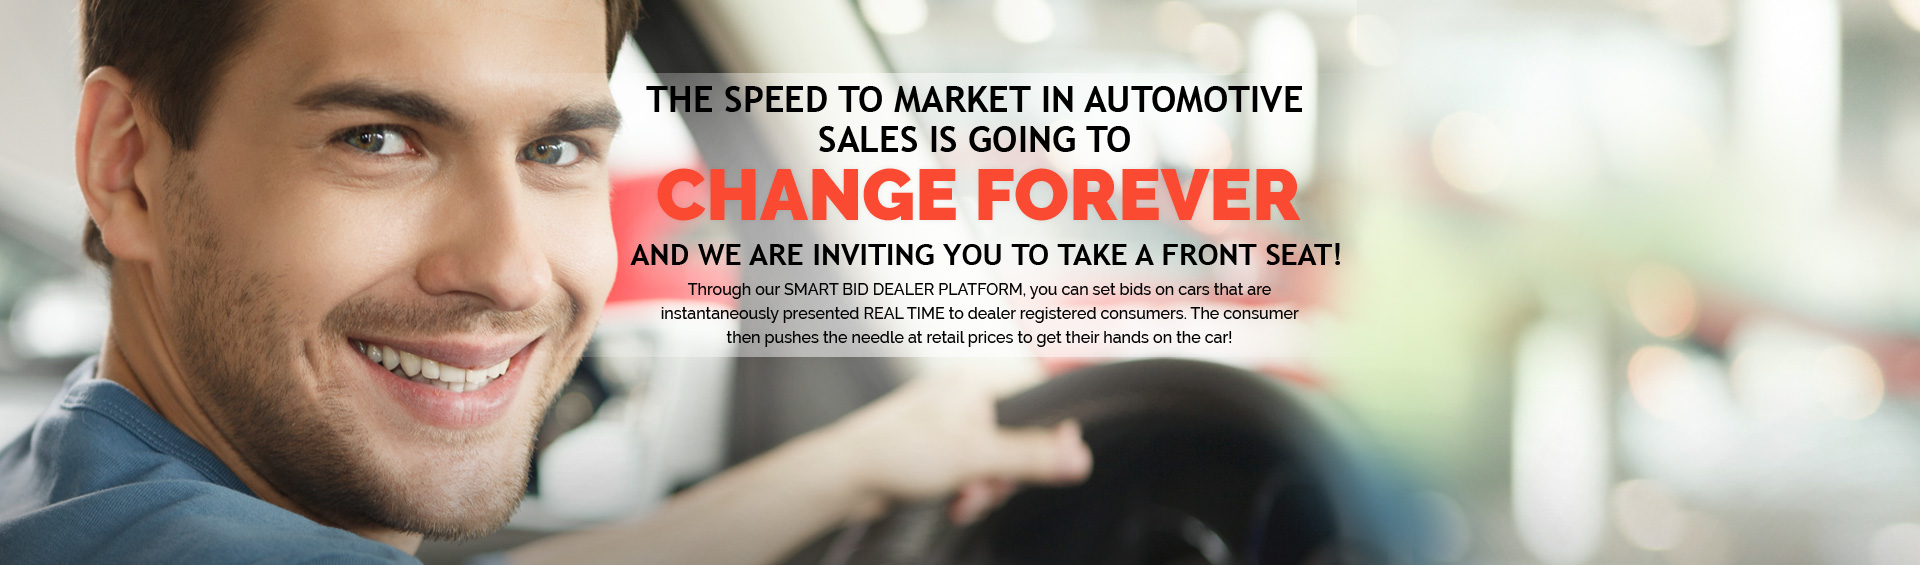 THE SPEED TO MARKET IN AUTOMOTIVE
SALES IS GOING TO
CHANGE FOREVER
AND WE ARE INVITING YOU TO TAKE A FRONT SEAT!
Through our SMART BID DEALER PLATFORM, you can set bids on cars that are
instantaneously presented REAL TIME to dealer registered consumers. The consumer
then pushes the needle at retail prices to get their hands on the car!